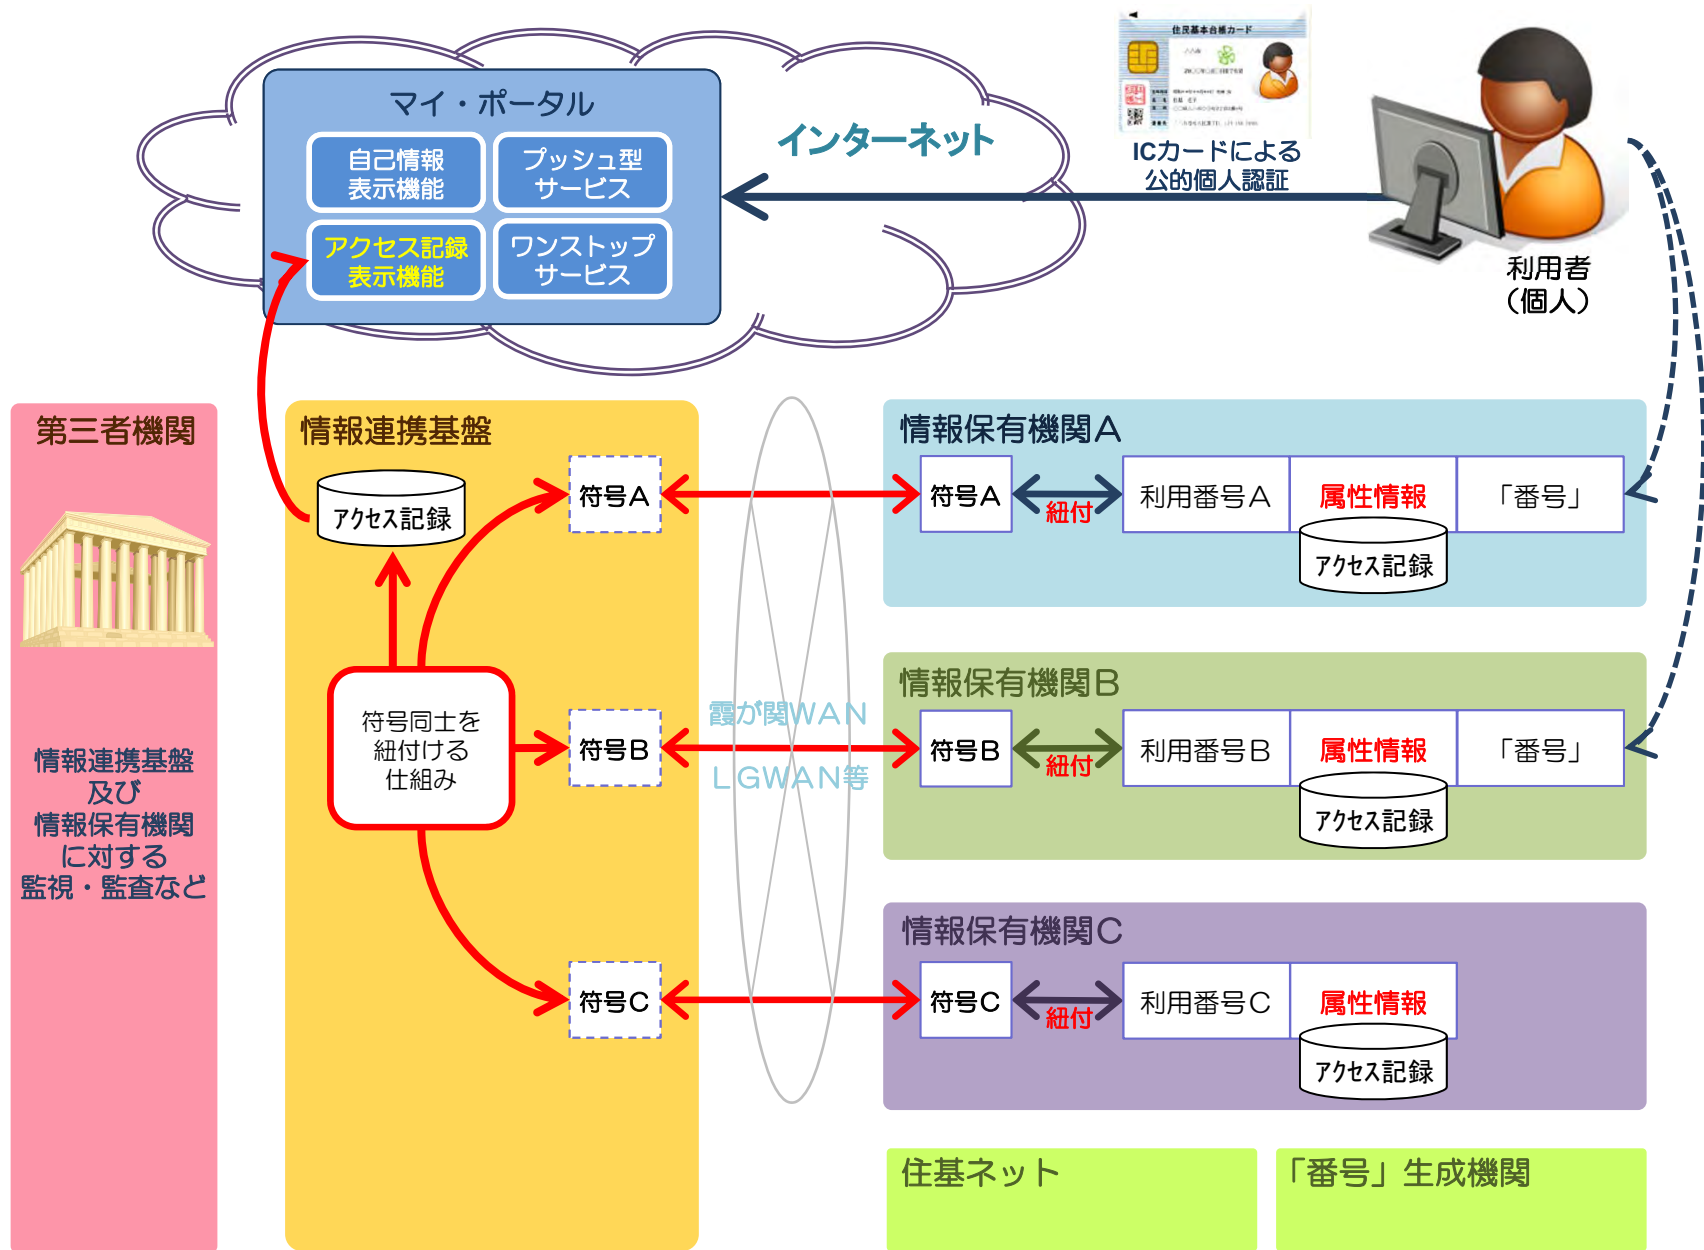 マイ・ポータル
自己情報
表示機能
プッシュ型
サービス
アクセス記録
表示機能
ワンストップ
サービス
インターネット
住民基本台帳カード
ICカードによる
公的個人認証
利用者
（個人）
第三者機関
情報連携基盤
及び
情報保有機関
に対する
監視・監査など
情報連携基盤
アクセス記録
符号同士を
紐付ける
仕組み
符号A
符号B
符号C
霞が関WAN
LGWAN等
情報保有機関A
符号A
紐付
利用番号A
属性情報
「番号」
アクセス記録
情報保有機関B
符号B
紐付
利用番号B
属性情報
「番号」
アクセス記録
情報保有機関C
符号C
紐付
利用番号C
属性情報
アクセス記録
住基ネット
「番号」生成機関